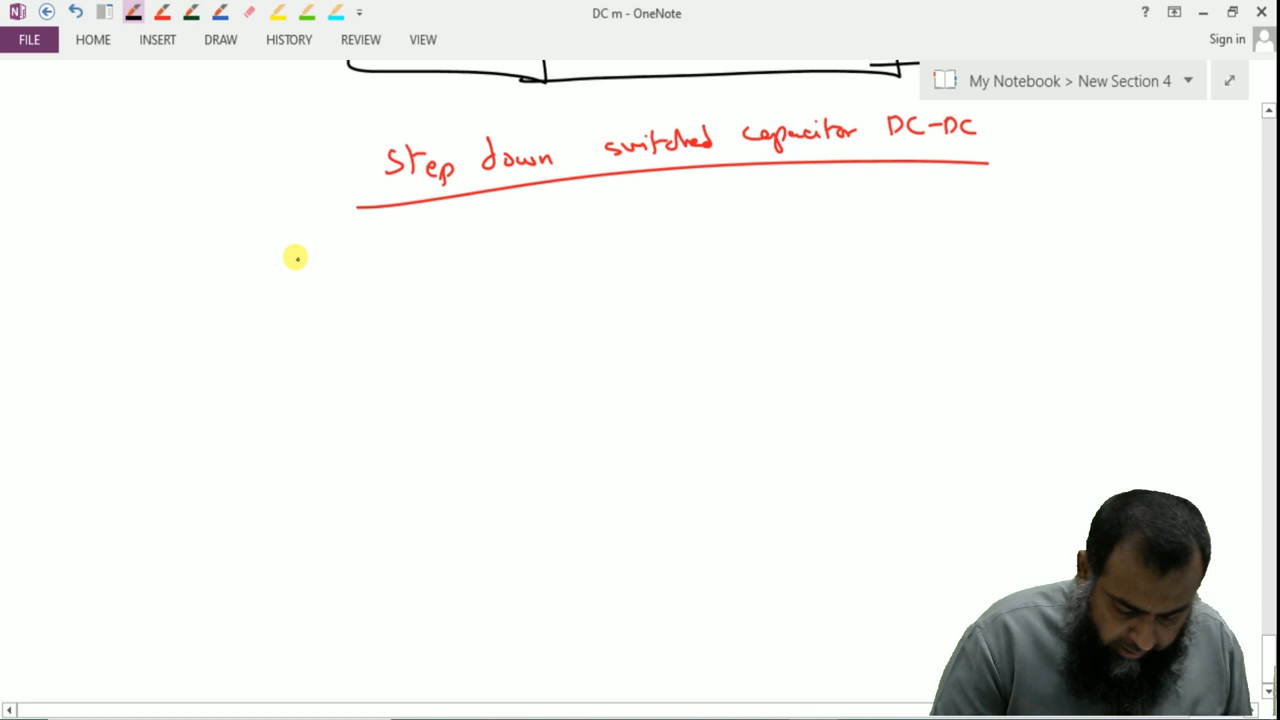 DC m - OneNote
?
FILE HOME INSERT DRAW HISTORY REVIEW VIEW
Sign in
My Notebook > New Section 4
Step down switched capacitor DC-DC